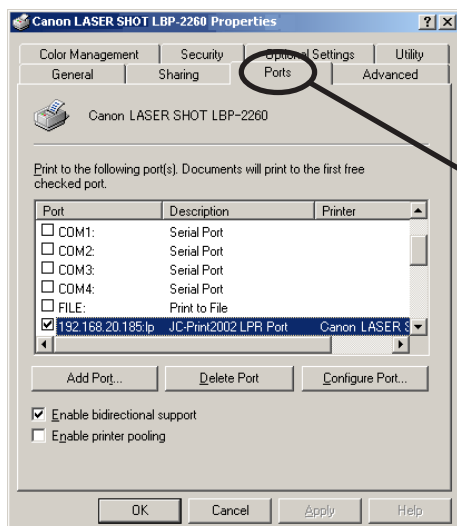 Canon LASER SHOT LBP-2260 Properties
Color Management Security Optional Settings Utility
General Sharing Ports Advanced
Canon LASER SHOT LBP-2260
Print to the following port(s). Documents will print to the first free
checked port.
Port Description Printer
COM1: Serial Port
COM2: Serial Port
COM3: Serial Port
COM4: Serial Port
FILE: Print to File
192.168.20.185:lp JC-Print2002 LPR Port Canon LASER S
Add Port... Delete Port Configure Port...
Enable bidirectional support
Enable printer pooling
OK Cancel Apply Help